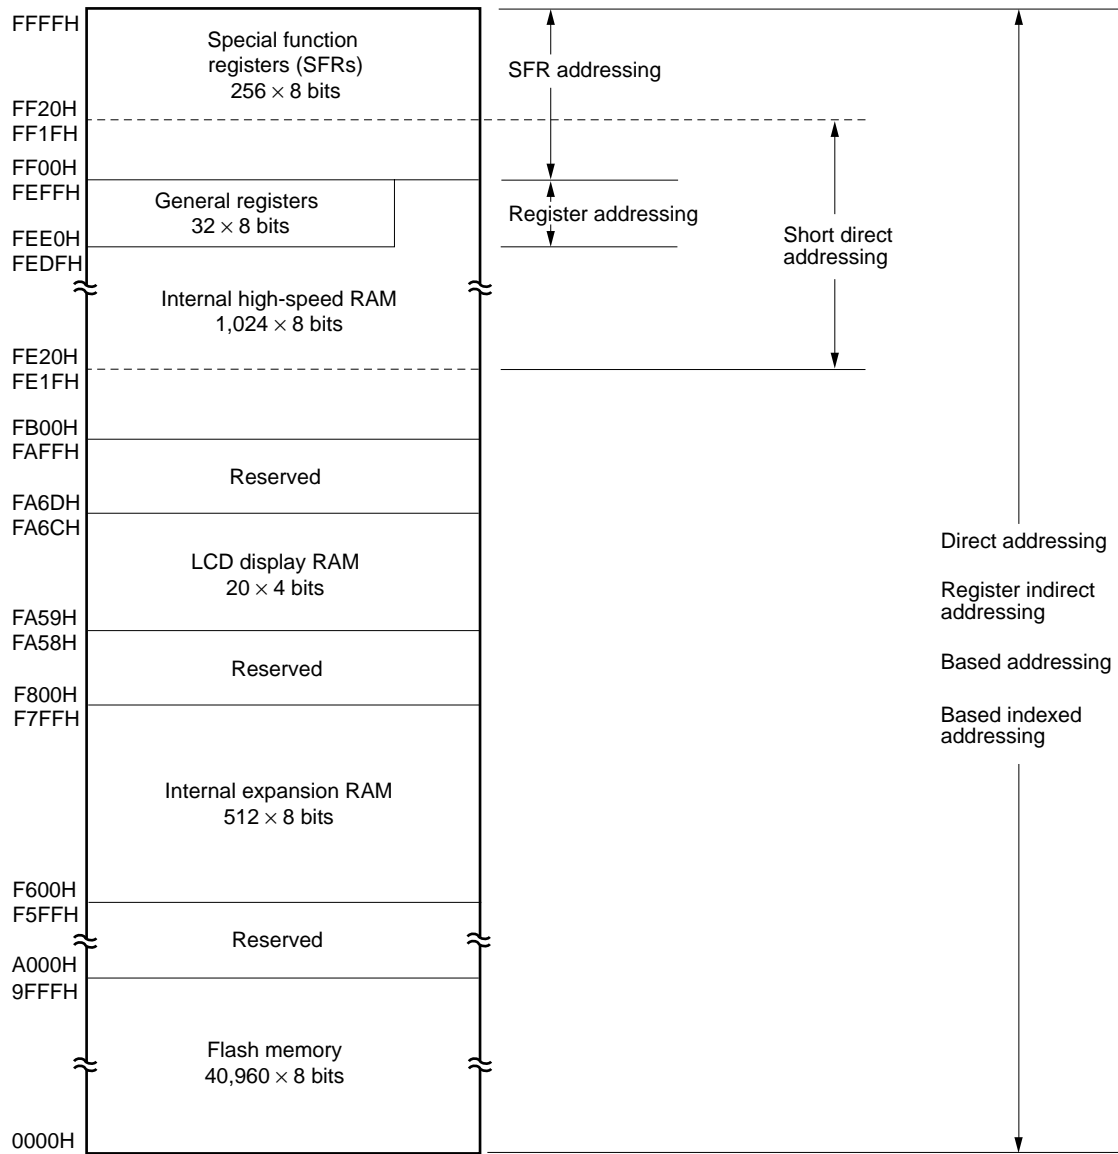 FFFFH
Special function
registers (SFRs)
256 × 8 bits
SFR addressing
FF20H
FF1FH
FF00H
FEFFH
General registers
32 × 8 bits
Register addressing
Short direct
addressing
FEE0H
FEDFH
Internal high-speed RAM
1,024 × 8 bits
FE20H
FE1FH
FB00H
FAFFH
Reserved
FA6DH
FA6CH
LCD display RAM
20 × 4 bits
Direct addressing
Register indirect
addressing
FA59H
FA58H
Reserved
Based addressing
F800H
F7FFH
Based indexed
addressing
Internal expansion RAM
512 × 8 bits
F600H
F5FFH
Reserved
A000H
9FFFH
Flash memory
40,960 × 8 bits
0000H